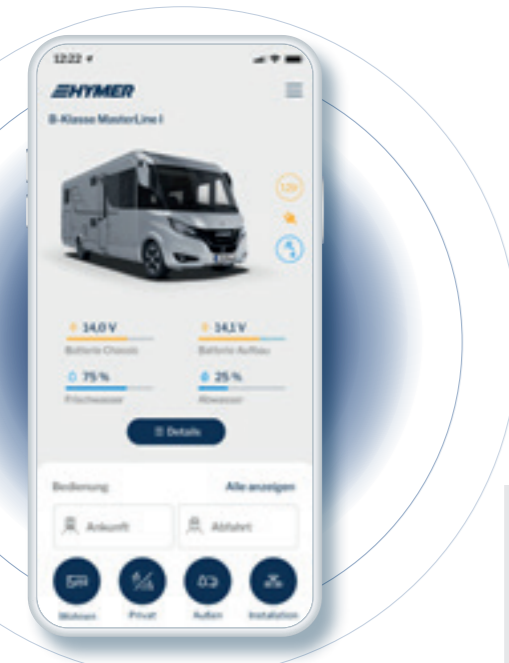 12:22
HYMER
B-Klasse MasterLine I
14,0 V
14,1 V
Batterie Chassis
Batterie Aufbau
75 %
25 %
Frischwasser
Abwasser
Details
Bedienung
Alle anzeigen
Ankunft
Abfahrt
Wohnen
Privat
Außen
Installation